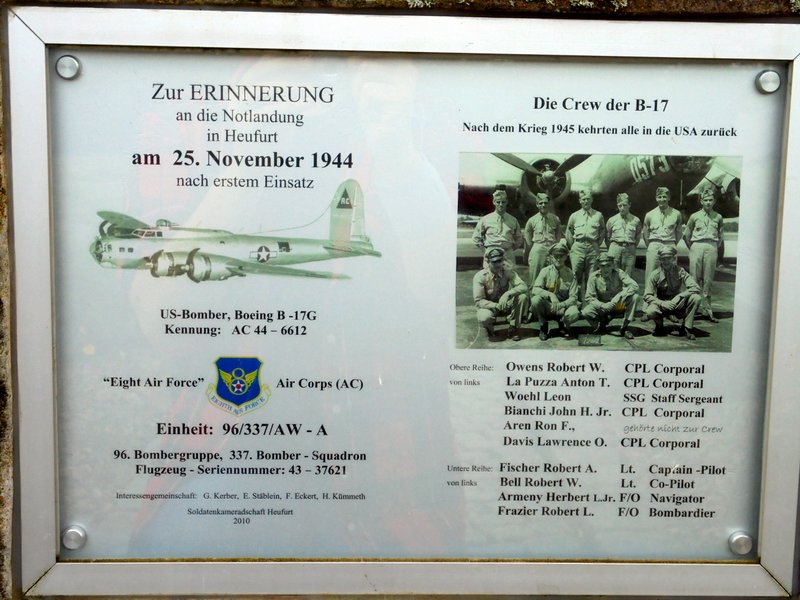 Zur ERINNERUNG
an die Notlandung
in Heufurt
am 25. November 1944
nach erstem Einsatz
AC
US-Bomber, Boeing B -17G
Kennung: AC 44 – 6612
“Eight Air Force” Air Corps (AC)
EIGHTH AIR FORCE
Einheit: 96/337/AW - A
96. Bombergruppe, 337. Bomber - Squadron
Flugzeug - Seriennummer: 43 – 37621
Interessengemeinschaft: G. Kerber, E. Stäblein, F. Eckert, H. Kümmeth
Soldatenkameradschaft Heufurt
2010
Die Crew der B-17
Nach dem Krieg 1945 kehrten alle in die USA zurück
0575
Obere Reihe: Owens Robert W. CPL Corporal
von links La Puzza Anton T. CPL Corporal
Woehl Leon SSG Staff Sergeant
Bianchi John H. Jr. CPL Corporal
Aren Ron F., gehörte nicht zur Crew
Davis Lawrence O. CPL Corporal
Untere Reihe: Fischer Robert A. Lt. Captain -Pilot
von links Bell Robert W. Lt. Co-Pilot
Armeny Herbert L.Jr. F/O Navigator
Frazier Robert L. F/O Bombardier